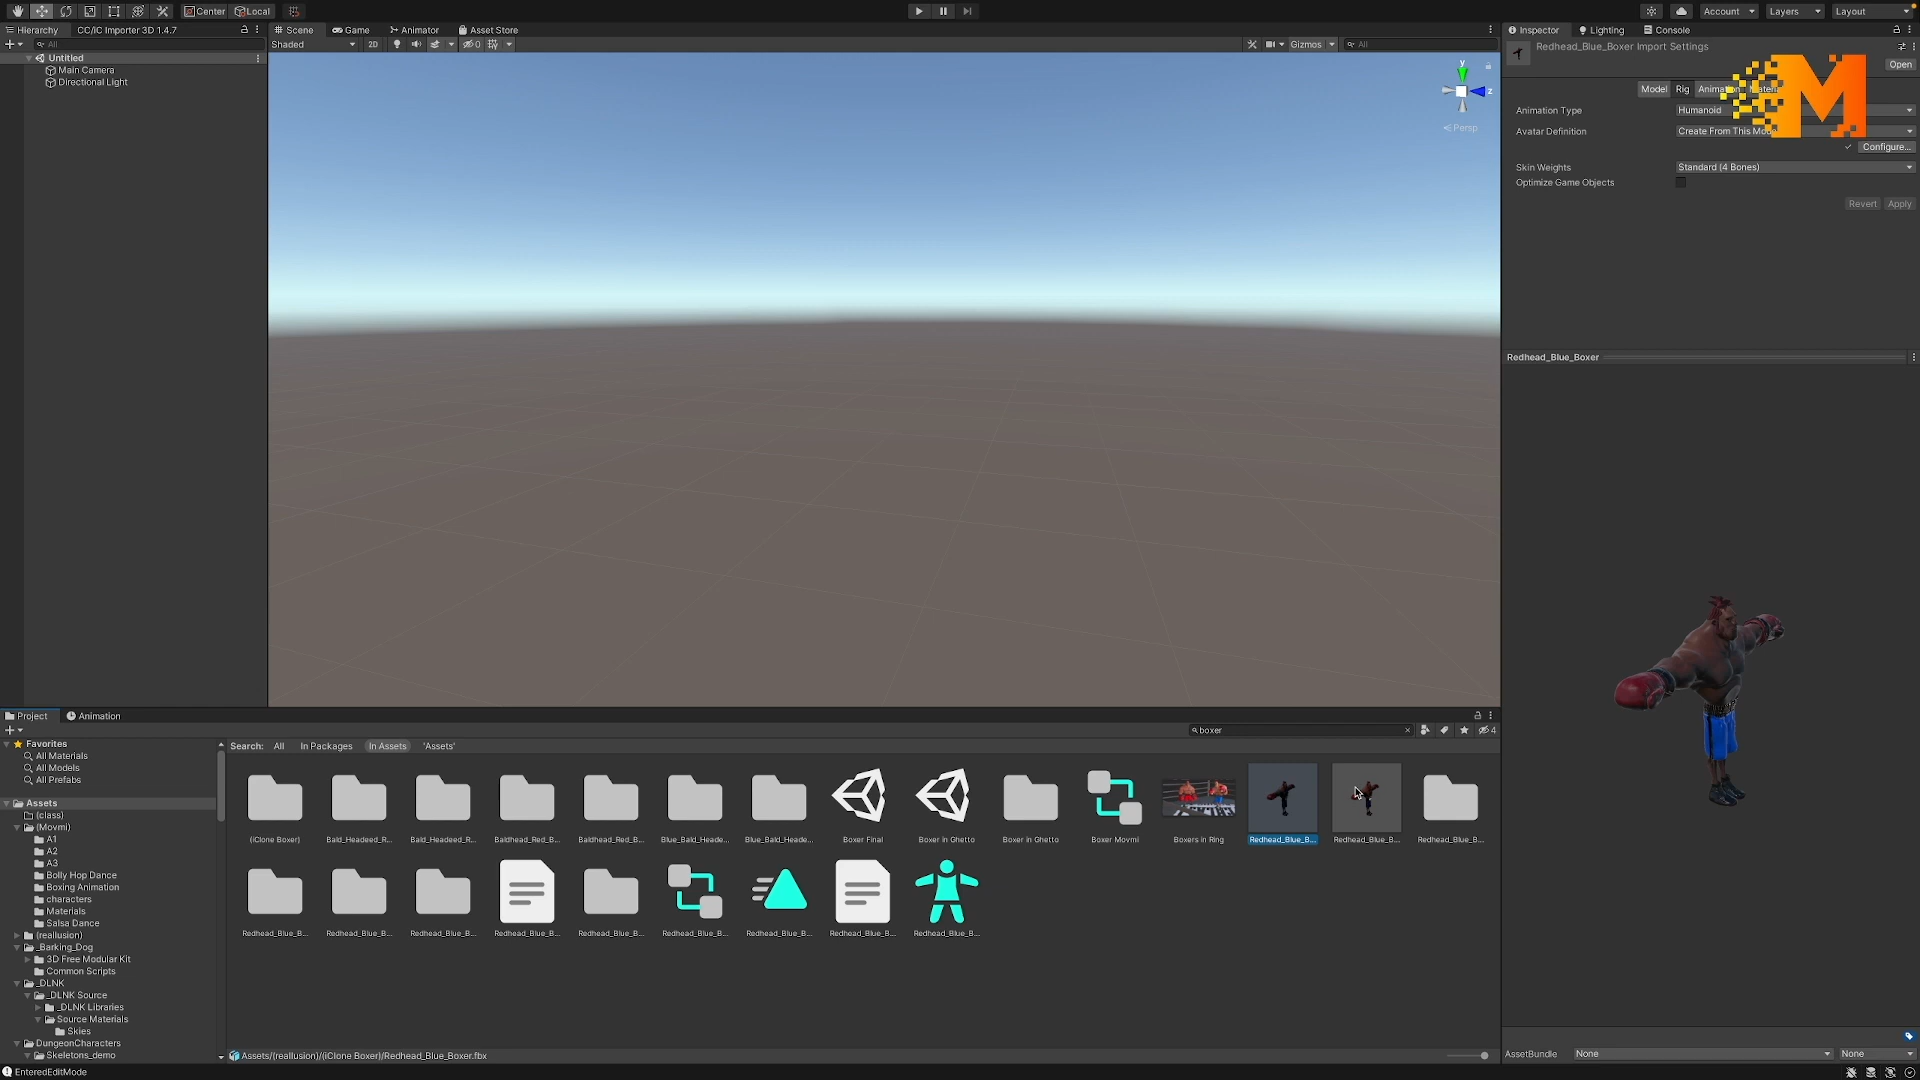 Center Local
Account Layers Layout
Hierarchy CC/iC Importer 3D 1.4.7
All
Untitled
Main Camera
Directional Light
Scene Game Animator Asset Store
Shaded 2D 0 Gizmos All
y
z
Persp
Inspector Lighting Console
Redhead_Blue_Boxer Import Settings
Open
Model Rig Animation Materi
M
Animation Type Humanoid
Avatar Definition Create From This Mod
Configure...
Skin Weights Standard (4 Bones)
Optimize Game Objects
Revert Apply
Redhead_Blue_Boxer
Project Animation
boxer 4
Search: All In Packages In Assets 'Assets'
Favorites
All Materials
All Models
All Prefabs
Assets
(class)
(Movmi)
A1
A2
A3
Bolly Hop Dance
Boxing Animation
characters
Materials
Salsa Dance
(reallusion)
_Barking_Dog
3D Free Modular Kit
Common Scripts
_DLNK
_DLNK Source
_DLNK Libraries
Source Materials
Skies
DungeonCharacters
Skeletons_demo
(iClone Boxer) Bald_Headeed_R... Bald_Headeed_R... Baldhead_Red_B... Baldhead_Red_B... Blue_Bald_Heade... Blue_Bald_Heade... Boxer Final Boxer in Ghetto Boxer in Ghetto Boxer Movmi Boxers in Ring Redhead_Blue_B... Redhead_Blue_B... Redhead_Blue_B...
Redhead_Blue_B... Redhead_Blue_B... Redhead_Blue_B... Redhead_Blue_B... Redhead_Blue_B... Redhead_Blue_B... Redhead_Blue_B... Redhead_Blue_B... Redhead_Blue_B...
Assets/(reallusion)/(iClone Boxer)/Redhead_Blue_Boxer.fbx
AssetBundle None None
EnteredEditMode